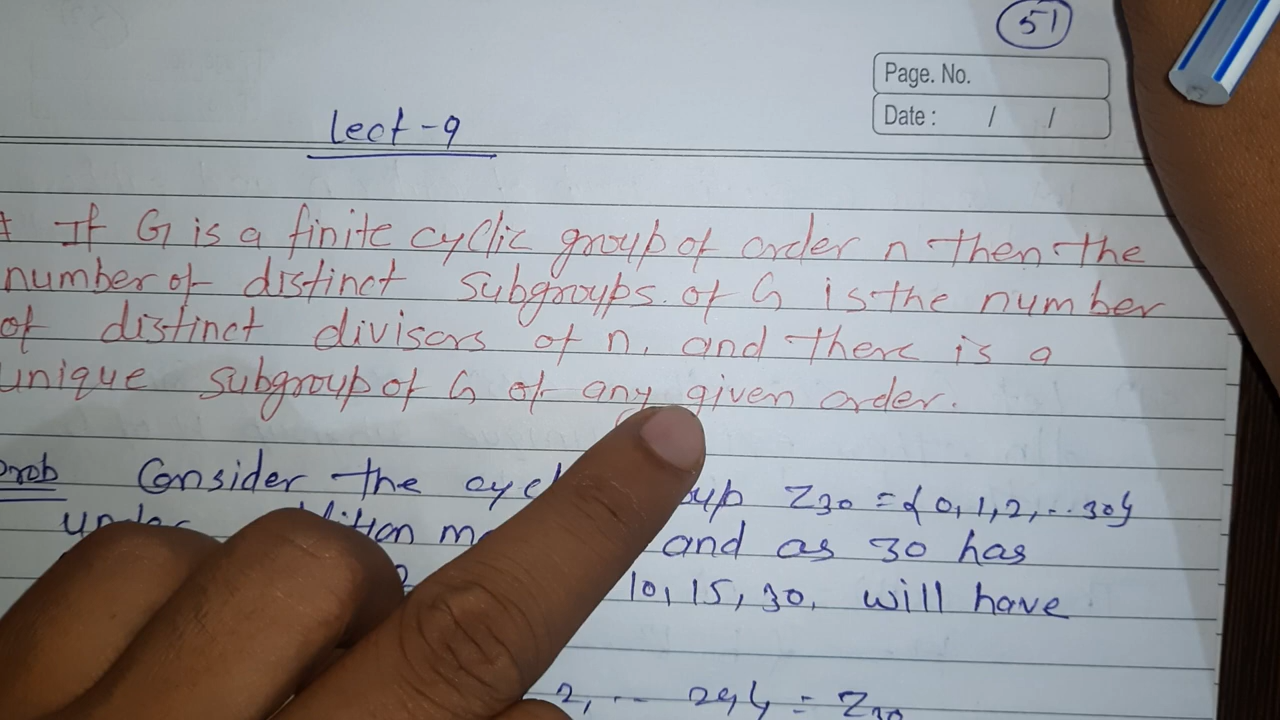 51
Page. No.
Date : / /
Lect-9
* If G is a finite cyclic group of order n then the
number of distinct subgroups of G is the number
of distinct divisors of n, and there is a
unique subgroup of G of any given order.
Prob Consider the Z30 = {0,1,2,..30}
and as 30 has
10, 15, 30, will have
2, ... 29} = Z30